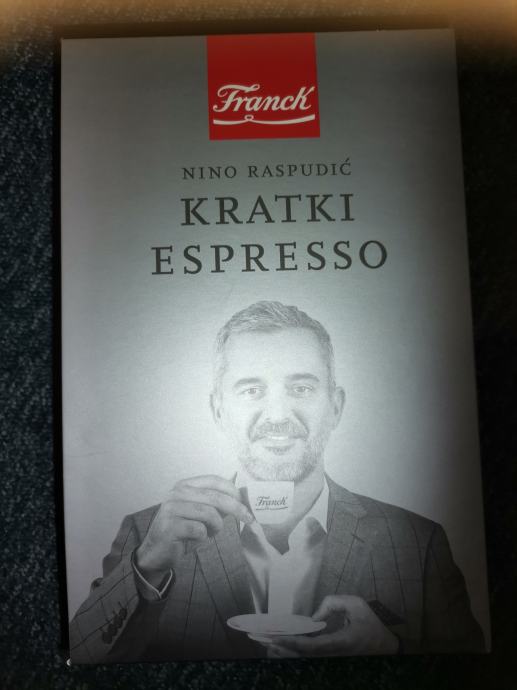 Franck
NINO RASPUDIĆ
KRATKI
ESPRESSO
Franck